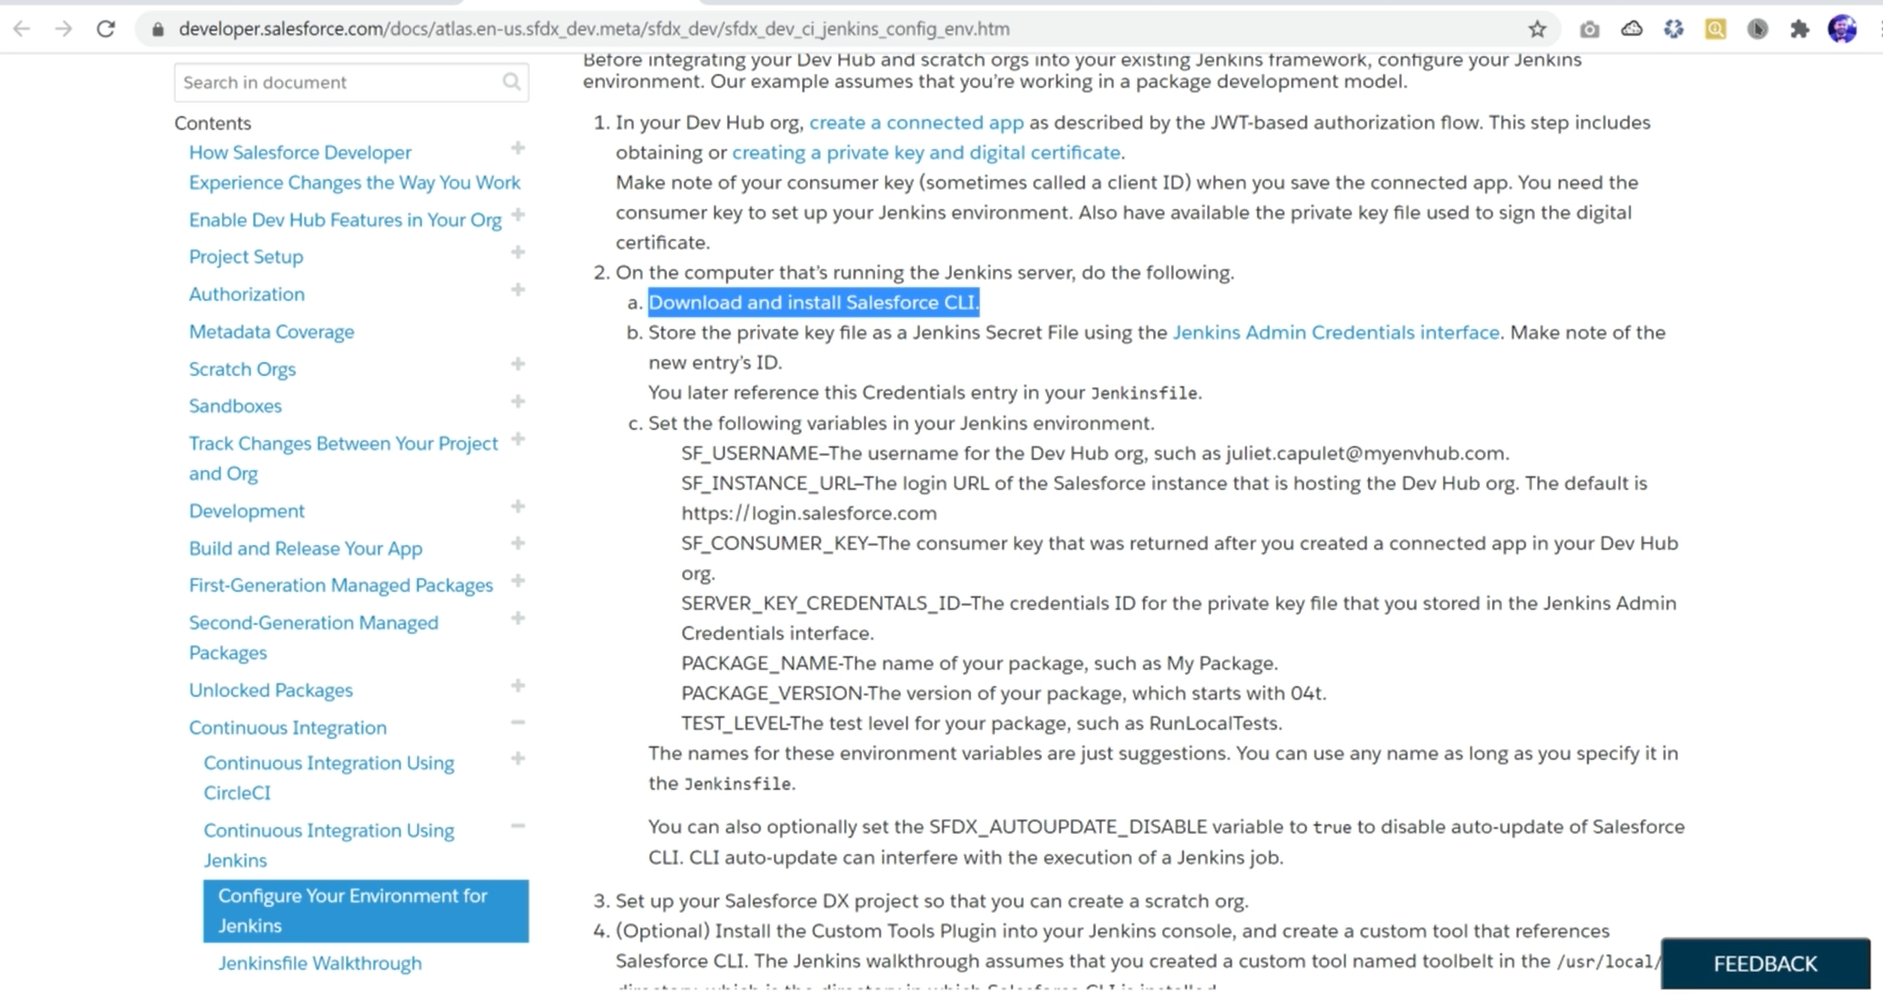 developer.salesforce.com/docs/atlas.en-us.sfdx_dev.meta/sfdx_dev/sfdx_dev_ci_jenkins_config_env.htm
Search in document
Contents
How Salesforce Developer
Experience Changes the Way You Work
Enable Dev Hub Features in Your Org
Project Setup
Authorization
Metadata Coverage
Scratch Orgs
Sandboxes
Track Changes Between Your Project
and Org
Development
Build and Release Your App
First-Generation Managed Packages
Second-Generation Managed
Packages
Unlocked Packages
Continuous Integration
Continuous Integration Using
CircleCI
Continuous Integration Using
Jenkins
Configure Your Environment for
Jenkins
Jenkinsfile Walkthrough
Before integrating your Dev Hub and scratch orgs into your existing Jenkins framework, configure your Jenkins
environment. Our example assumes that you’re working in a package development model.
1. In your Dev Hub org, create a connected app as described by the JWT-based authorization flow. This step includes
obtaining or creating a private key and digital certificate.
Make note of your consumer key (sometimes called a client ID) when you save the connected app. You need the
consumer key to set up your Jenkins environment. Also have available the private key file used to sign the digital
certificate.
2. On the computer that’s running the Jenkins server, do the following.
a. Download and install Salesforce CLI.
b. Store the private key file as a Jenkins Secret File using the Jenkins Admin Credentials interface. Make note of the
new entry’s ID.
You later reference this Credentials entry in your Jenkinsfile.
c. Set the following variables in your Jenkins environment.
SF_USERNAME–The username for the Dev Hub org, such as juliet.capulet@myenvhub.com.
SF_INSTANCE_URL–The login URL of the Salesforce instance that is hosting the Dev Hub org. The default is
https://login.salesforce.com
SF_CONSUMER_KEY–The consumer key that was returned after you created a connected app in your Dev Hub
org.
SERVER_KEY_CREDENTALS_ID–The credentials ID for the private key file that you stored in the Jenkins Admin
Credentials interface.
PACKAGE_NAME-The name of your package, such as My Package.
PACKAGE_VERSION-The version of your package, which starts with 04t.
TEST_LEVEL-The test level for your package, such as RunLocalTests.
The names for these environment variables are just suggestions. You can use any name as long as you specify it in
the Jenkinsfile.
You can also optionally set the SFDX_AUTOUPDATE_DISABLE variable to true to disable auto-update of Salesforce
CLI. CLI auto-update can interfere with the execution of a Jenkins job.
3. Set up your Salesforce DX project so that you can create a scratch org.
4. (Optional) Install the Custom Tools Plugin into your Jenkins console, and create a custom tool that references
Salesforce CLI. The Jenkins walkthrough assumes that you created a custom tool named toolbelt in the /usr/local/
directory, which is the directory in which Salesforce CLI is installed.
FEEDBACK